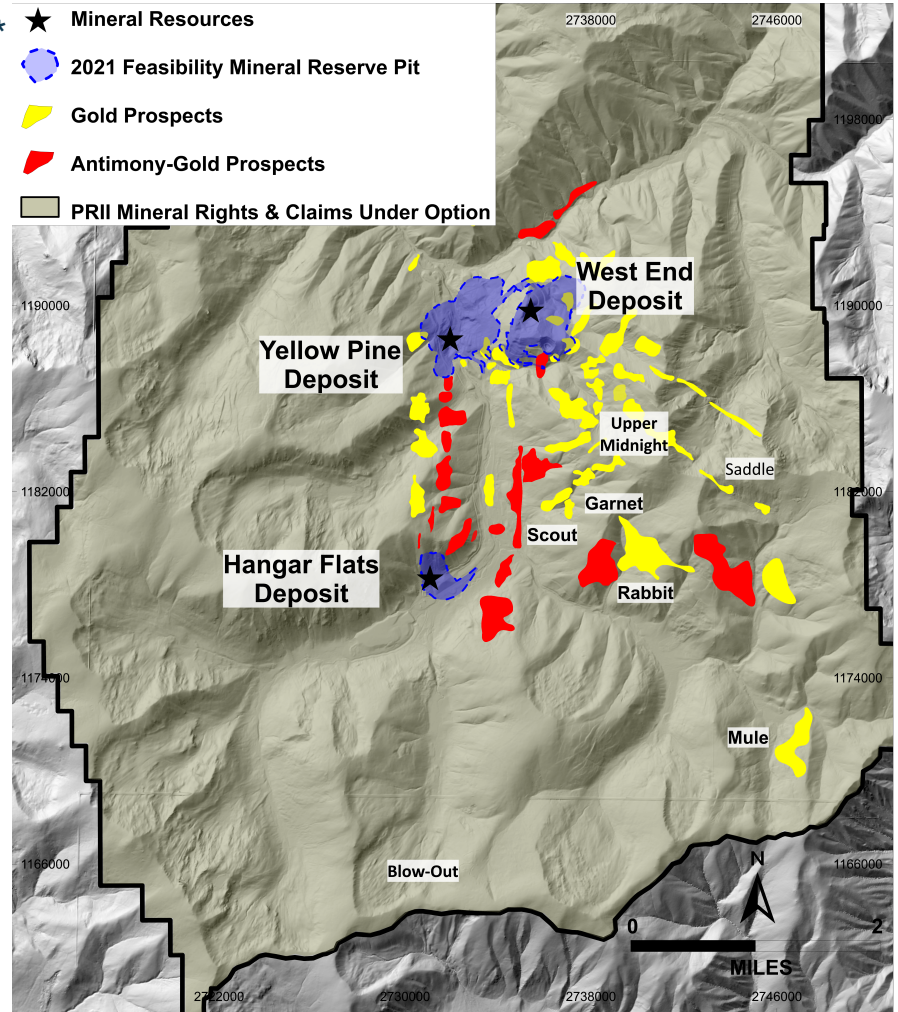 *
Mineral Resources
2021 Feasibility Mineral Reserve Pit
Gold Prospects
Antimony-Gold Prospects
PRII Mineral Rights & Claims Under Option
2738000
2746000
1198000
West End
Deposit
1190000
1190000
Yellow Pine
Deposit
Upper
Midnight
Saddle
1182000
1182000
Garnet
Scout
Hangar Flats
Deposit
Rabbit
1174000
1174000
Mule
1166000
1166000
Blow-Out
N
0
2
MILES
2722000
2730000
2738000
2746000